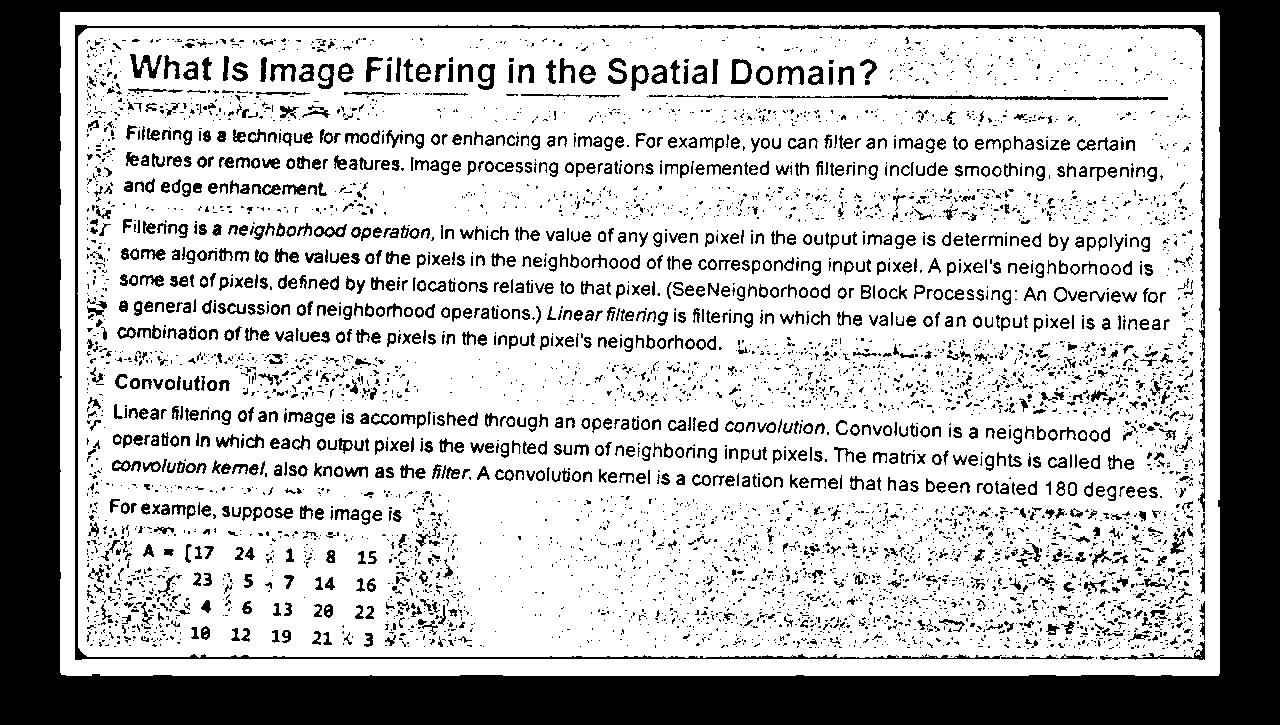 What Is Image Filtering in the Spatial Domain?
Filtering is a technique for modifying or enhancing an image. For example, you can filter an image to emphasize certain
features or remove other features. Image processing operations implemented with filtering include smoothing, sharpening,
and edge enhancement.
Filtering is a neighborhood operation, in which the value of any given pixel in the output image is determined by applying
some algorithm to the values of the pixels in the neighborhood of the corresponding input pixel. A pixel's neighborhood is
some set of pixels, defined by their locations relative to that pixel. (SeeNeighborhood or Block Processing: An Overview for
a general discussion of neighborhood operations.) Linear filtering is filtering in which the value of an output pixel is a linear
combination of the values of the pixels in the input pixel's neighborhood.
Convolution
Linear filtering of an image is accomplished through an operation called convolution. Convolution is a neighborhood
operation in which each output pixel is the weighted sum of neighboring input pixels. The matrix of weights is called the
convolution kernel, also known as the filter. A convolution kernel is a correlation kernel that has been rotated 180 degrees.
For example, suppose the image is
A = [17 24 1 8 15
23 5 7 14 16
4 6 13 20 22
10 12 19 21 3